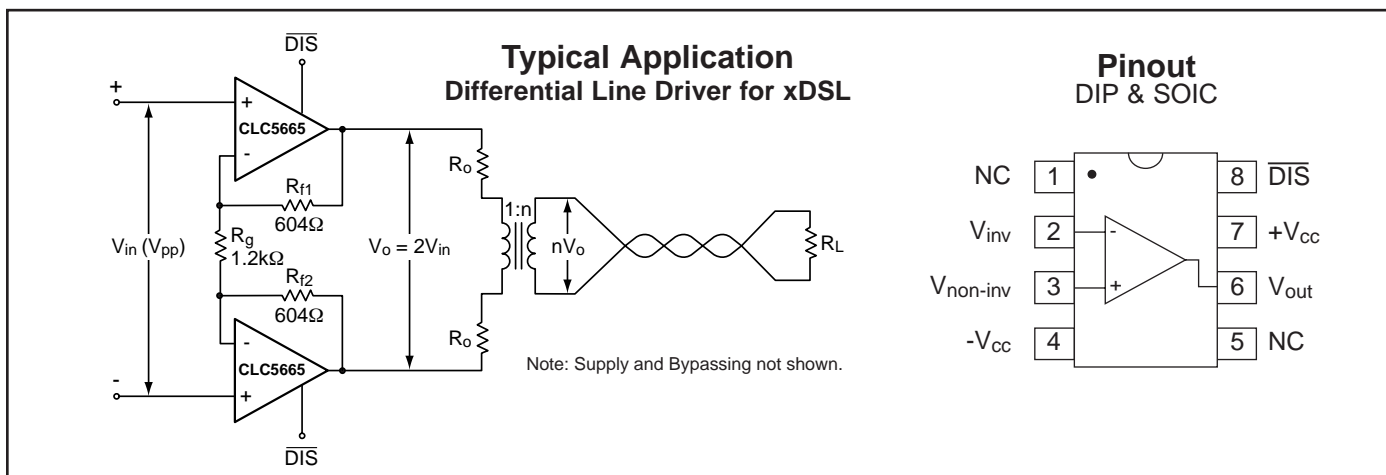 Typical Application
Differential Line Driver for xDSL
DIS
+
+
CLC5665
-
Rf1
604Ω
Rg
1.2kΩ
Vin (Vpp)
Rf2
604Ω
-
CLC5665
+
-
DIS
Vo = 2Vin
Ro
Ro
1:n
nVo
RL
Note: Supply and Bypassing not shown.
Pinout
DIP & SOIC
NC 1 8 DIS
Vinv 2 - 7 +Vcc
Vnon-inv 3 + 6 Vout
-Vcc 4 5 NC